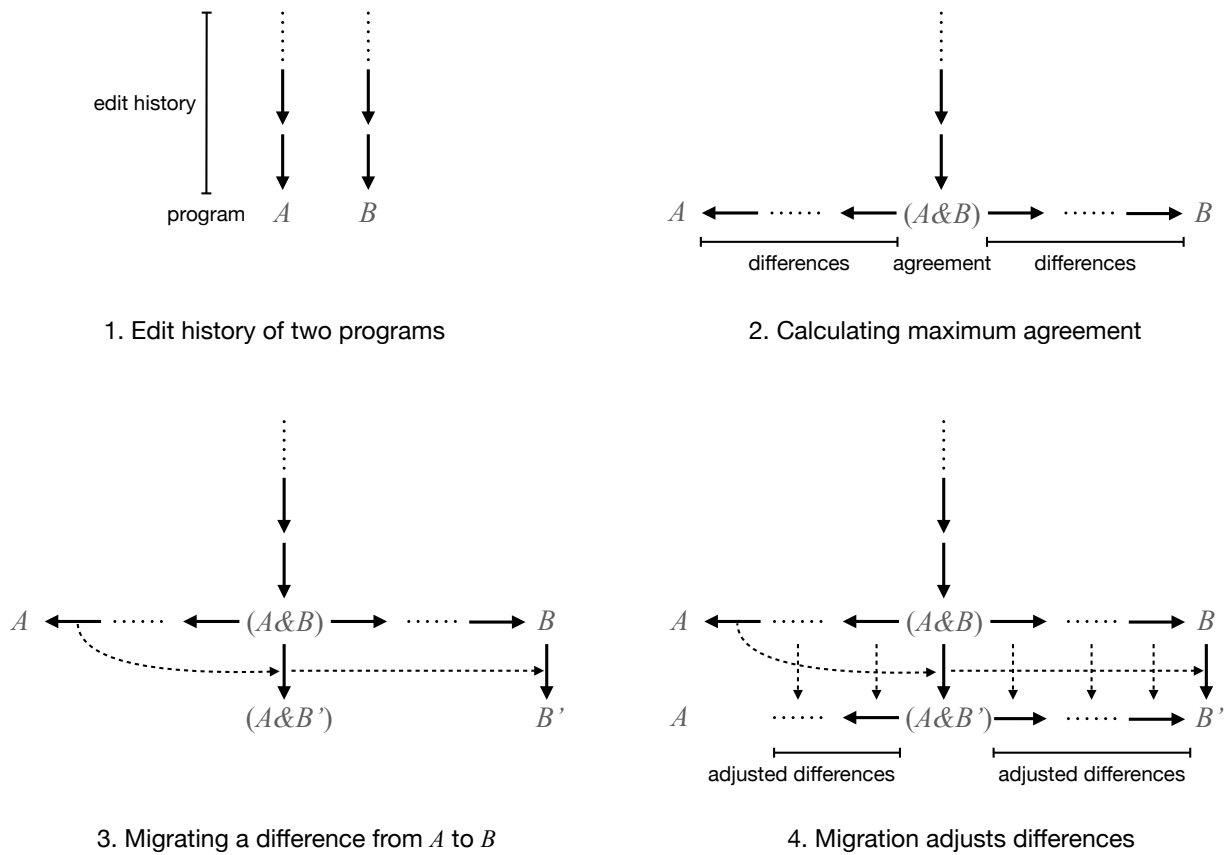 edit history
program A B
1. Edit history of two programs
A (A&B) B
differences agreement differences
2. Calculating maximum agreement
A (A&B) B
(A&B’) B’
3. Migrating a difference from A to B
A (A&B) B
A (A&B’) B’
adjusted differences adjusted differences
4. Migration adjusts differences